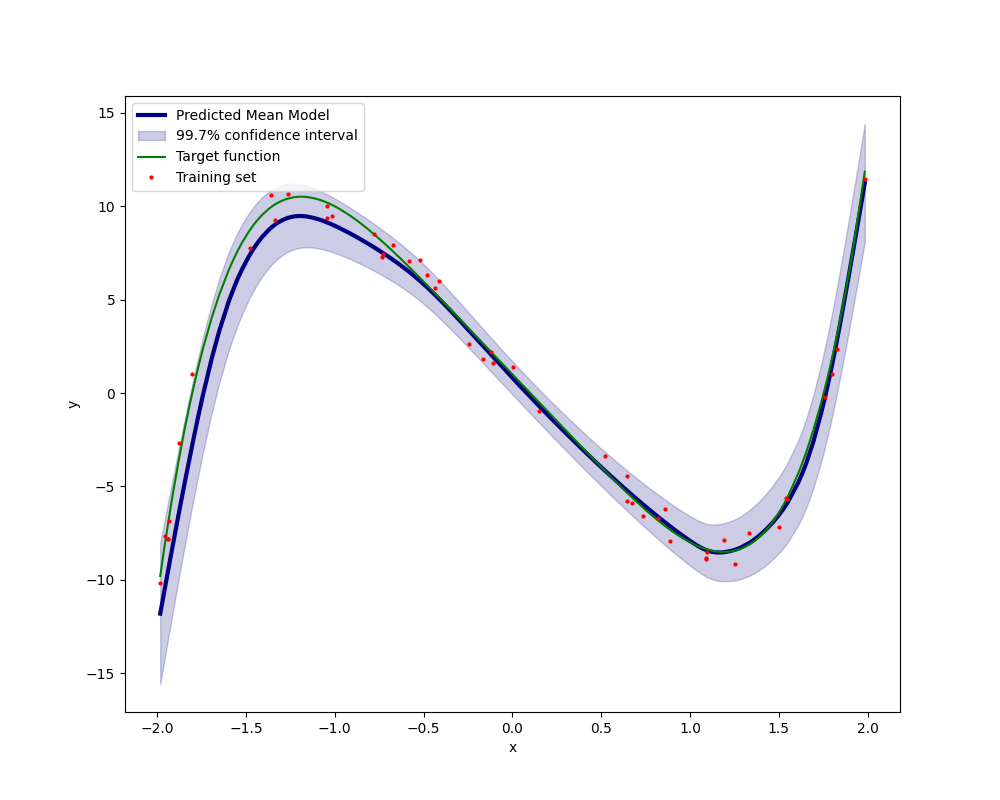 Predicted Mean Model
99.7% confidence interval
Target function
Training set
15
10
5
0
−5
−10
−15
y
−2.0 −1.5 −1.0 −0.5 0.0 0.5 1.0 1.5 2.0
x